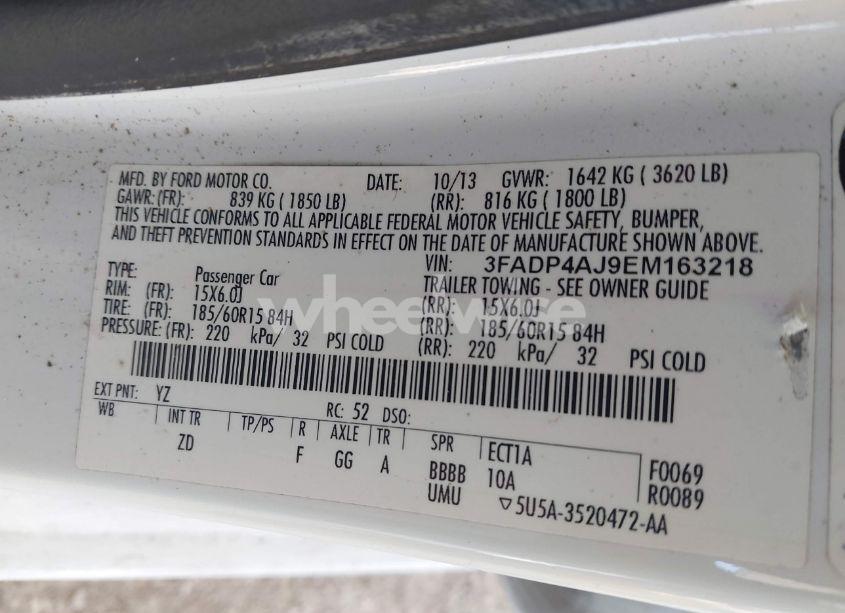 MFD. BY FORD MOTOR CO. DATE: 10/13 GVWR: 1642 KG ( 3620 LB)
GAWR: (FR): 839 KG ( 1850 LB) (RR): 816 KG ( 1800 LB)
THIS VEHICLE CONFORMS TO ALL APPLICABLE FEDERAL MOTOR VEHICLE SAFETY, BUMPER,
AND THEFT PREVENTION STANDARDS IN EFFECT ON THE DATE OF MANUFACTURE SHOWN ABOVE.
VIN: 3FADP4AJ9EM163218
TYPE: Passenger Car TRAILER TOWING - SEE OWNER GUIDE
RIM: (FR): 15X6.0J (RR): 15X6.0J
TIRE: (FR): 185/60R15 84H (RR): 185/60R15 84H
PRESSURE: (FR): 220 kPa/ 32 PSI COLD (RR): 220 kPa/ 32 PSI COLD
wheelwise
EXT PNT: YZ RC: 52 DSO:
WB INT TR TP/PS R AXLE TR SPR ECT1A
ZD F GG A BBBB 10A F0069
UMU ▽5U5A-3520472-AA R0089